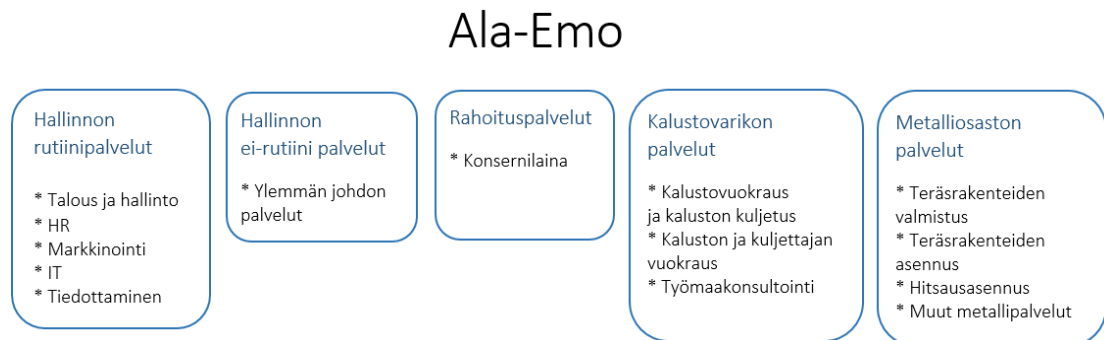 Ala-Emo
Hallinnon
rutiinipalvelut
* Talous ja hallinto
* HR
* Markkinointi
* IT
* Tiedottaminen
Hallinnon
ei-rutiini palvelut
* Ylemmän johdon
palvelut
Rahoituspalvelut
* Konsernilaina
Kalustovarikon
palvelut
* Kalustovuokraus
ja kaluston kuljetus
* Kaluston ja kuljettajan
vuokraus
* Työmaakonsultointi
Metalliosaston
palvelut
* Teräsrakenteiden
valmistus
* Teräsrakenteiden
asennus
* Hitsausasennus
* Muut metallipalvelut